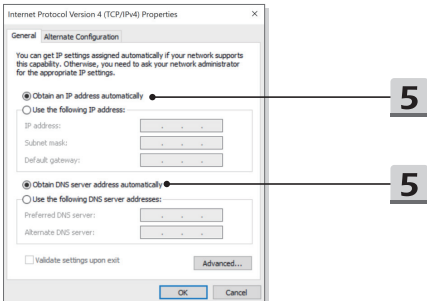 Internet Protocol Version 4 (TCP/IPv4) Properties
General
Alternate Configuration
You can get IP settings assigned automatically if your network supports
this capability. Otherwise, you need to ask your network administrator
for the appropriate IP settings.
Obtain an IP address automatically
5
Use the following IP address:
IP address:
Subnet mask:
Default gateway:
Obtain DNS server address automatically
5
Use the following DNS server addresses:
Preferred DNS server:
Alternate DNS server:
Validate settings upon exit
Advanced...
OK
Cancel